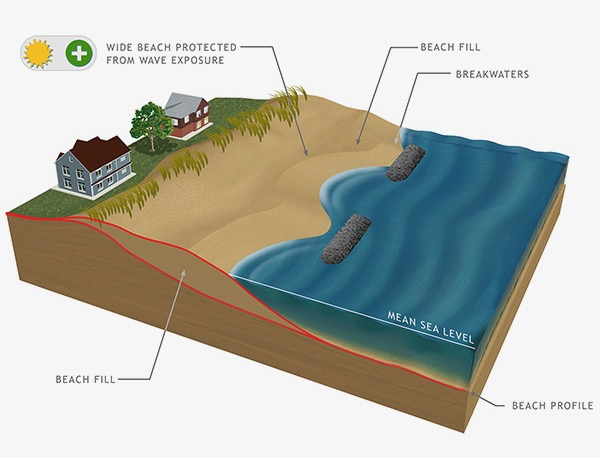 WIDE BEACH PROTECTED
FROM WAVE EXPOSURE
BEACH FILL
BREAKWATERS
MEAN SEA LEVEL
BEACH FILL
BEACH PROFILE